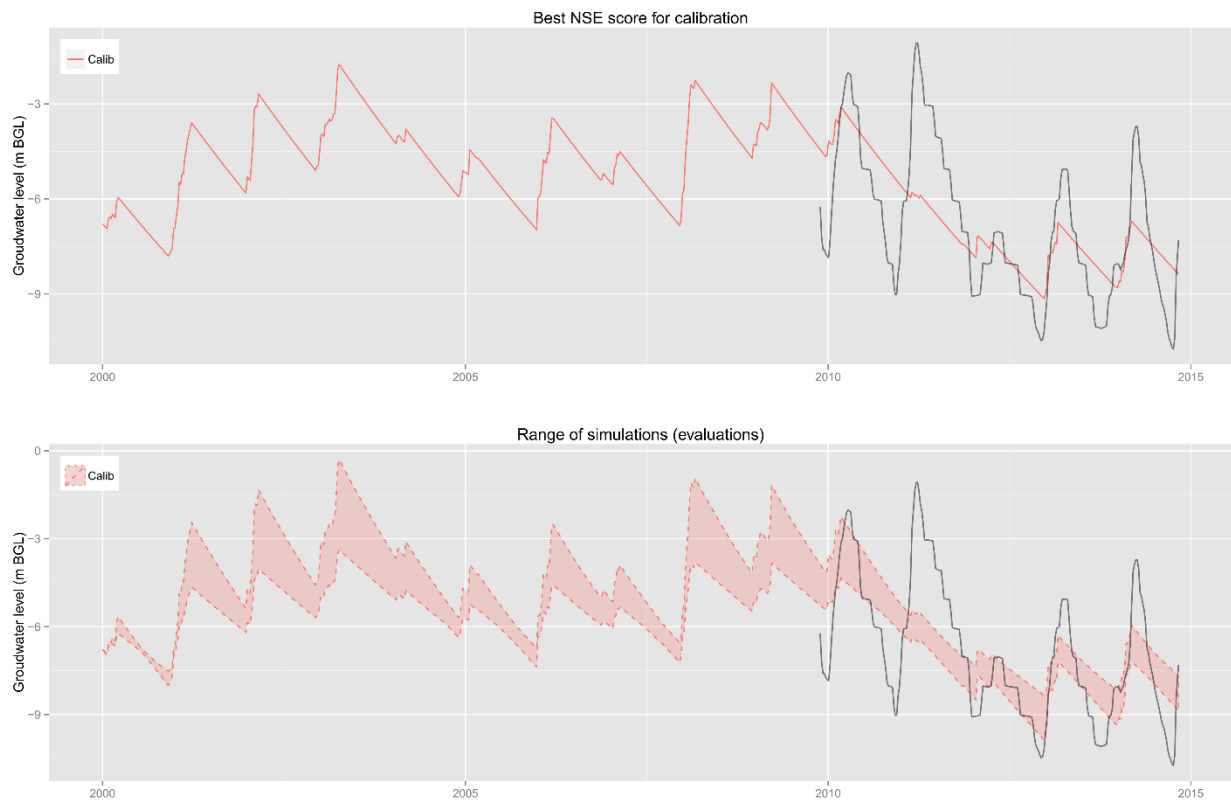 Best NSE score for calibration
Calib
Groudwater level (m BGL)
−3
−6
−9
2000
2005
2010
2015
Range of simulations (evaluations)
Calib
Groudwater level (m BGL)
0
−3
−6
−9
2000
2005
2010
2015